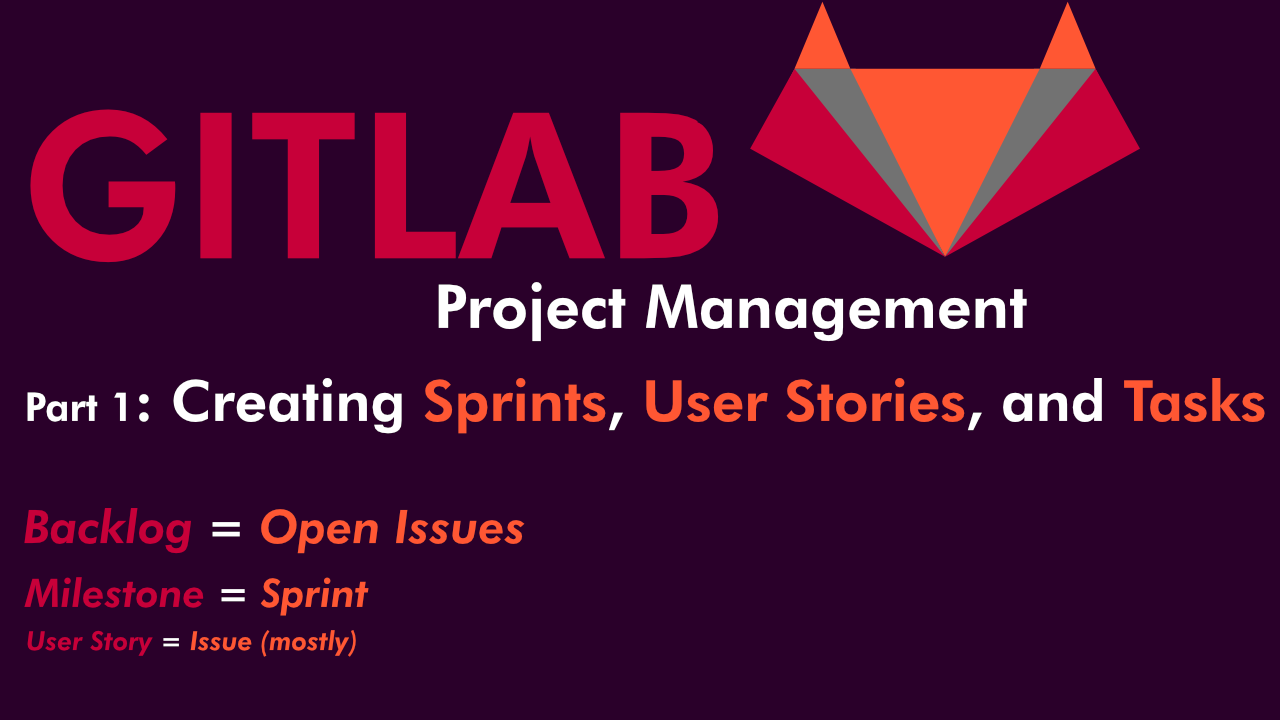 GITLAB
Project Management
Part 1: Creating Sprints, User Stories, and Tasks
Backlog = Open Issues
Milestone = Sprint
User Story = Issue (mostly)